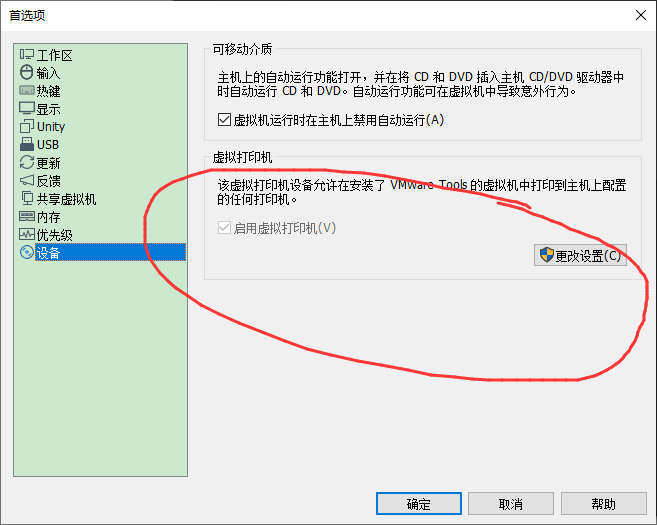 首选项
工作区
输入
热键
显示
Unity
USB
更新
反馈
共享虚拟机
内存
优先级
设备
可移动介质
主机上的自动运行功能打开，并在将 CD 和 DVD 插入主机 CD/DVD 驱动器中
时自动运行 CD 和 DVD。自动运行功能可在虚拟机中导致意外行为。
虚拟机运行时在主机上禁用自动运行(A)
虚拟打印机
该虚拟打印机设备允许在安装了 VMware Tools 的虚拟机中打印到主机上配置
的任何打印机。
启用虚拟打印机(V)
更改设置(C)
确定
取消
帮助